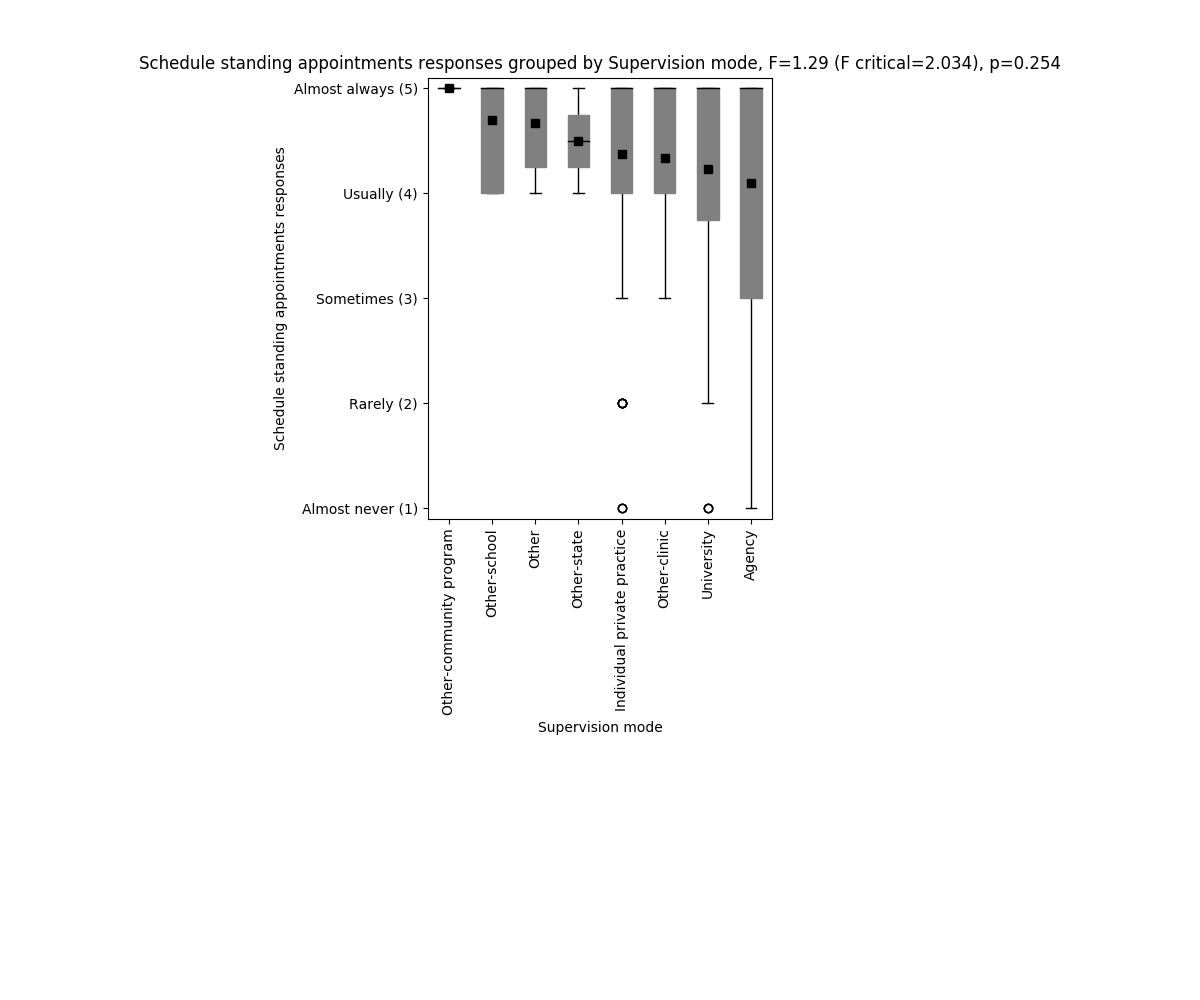 Schedule standing appointments responses grouped by Supervision mode, F=1.29 (F critical=2.034), p=0.254
Almost always (5)
Usually (4)
Sometimes (3)
Rarely (2)
Almost never (1)
Schedule standing appointments responses
Other-community program
Other-school
Other
Other-state
Individual private practice
Other-clinic
University
Agency
Supervision mode